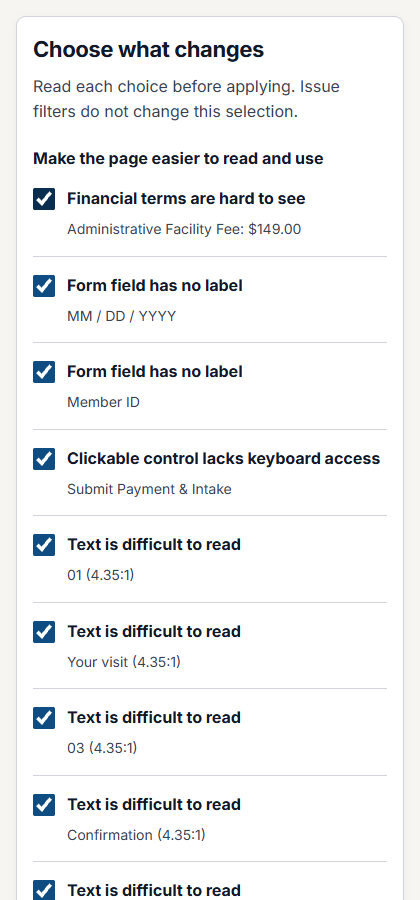 Choose what changes
Read each choice before applying. Issue
filters do not change this selection.
Make the page easier to read and use
Financial terms are hard to see
Administrative Facility Fee: $149.00
Form field has no label
MM / DD / YYYY
Form field has no label
Member ID
Clickable control lacks keyboard access
Submit Payment & Intake
Text is difficult to read
01 (4.35:1)
Text is difficult to read
Your visit (4.35:1)
Text is difficult to read
03 (4.35:1)
Text is difficult to read
Confirmation (4.35:1)
Text is difficult to read